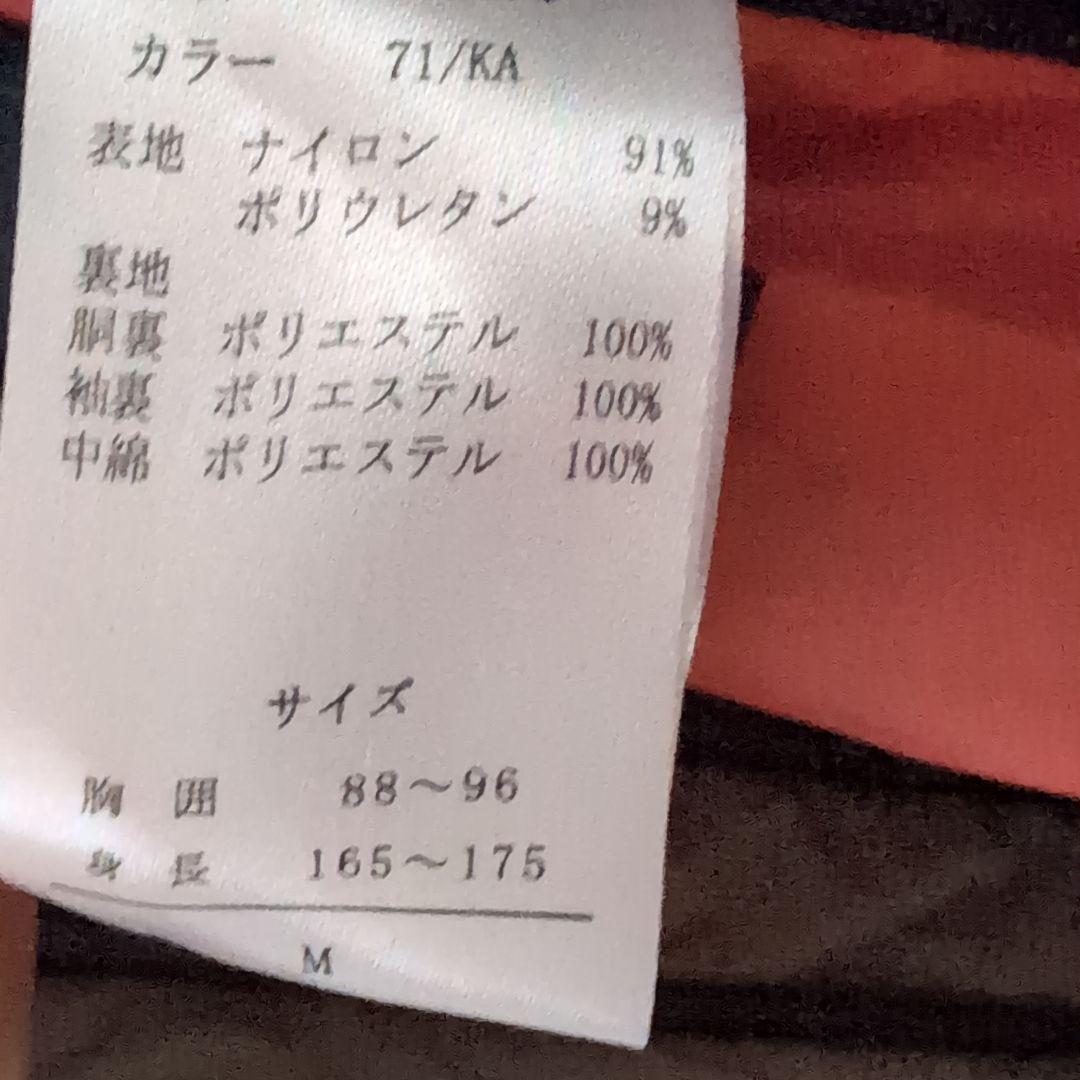 カラー 71/KA
表地 ナイロン 91%
ポリウレタン 9%
裏地
胴裏 ポリエステル 100%
袖裏 ポリエステル 100%
中綿 ポリエステル 100%
サイズ
胸囲 88～96
身長 165～175
M